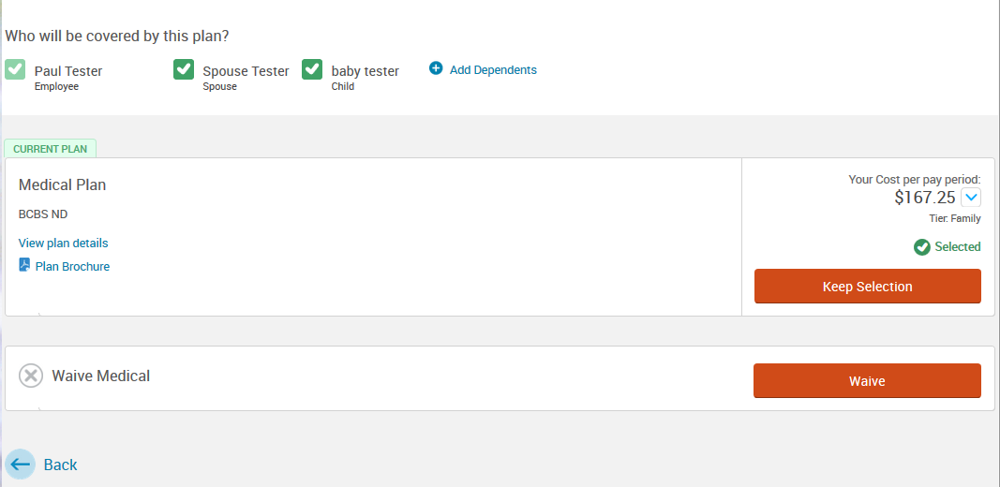 Who will be covered by this plan?
Paul Tester
Employee
Spouse Tester
Spouse
baby tester
Child
Add Dependents
CURRENT PLAN
Medical Plan
BCBS ND
View plan details
Plan Brochure
Your Cost per pay period:
$167.25
Tier: Family
Selected
Keep Selection
Waive Medical
Waive
Back